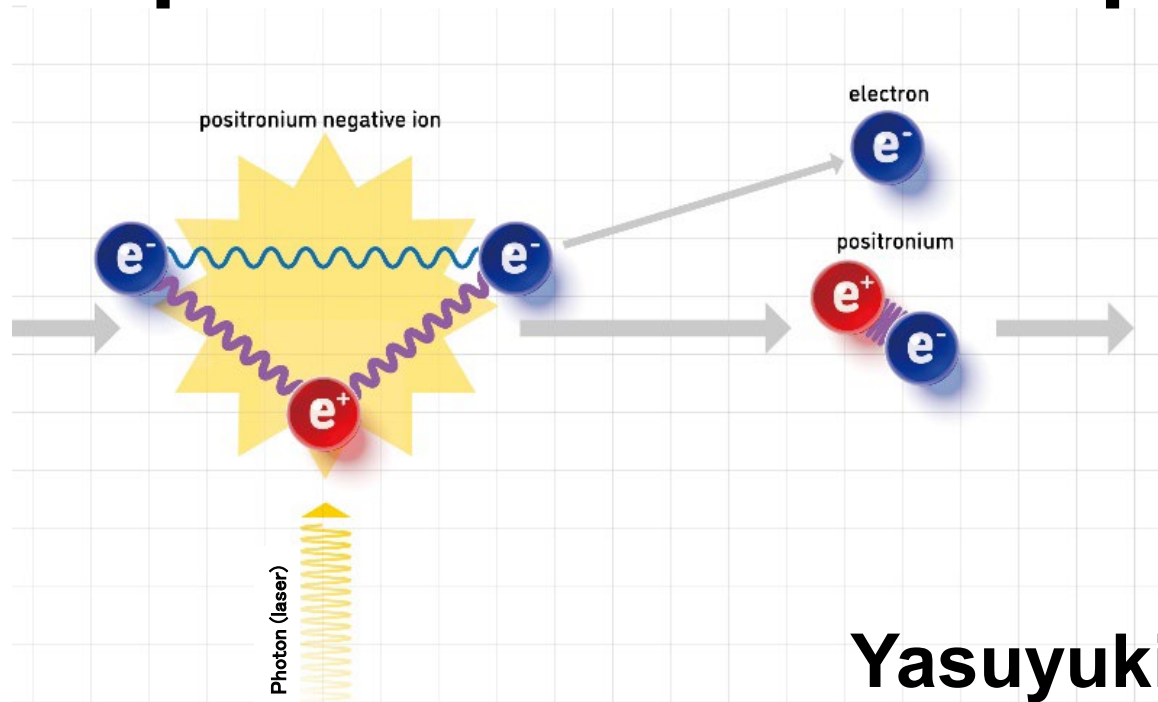 positronium negative ion
electron
e⁻
e⁻
e⁻
positronium
e⁺
e⁻
e⁺
Photon (laser)
Yasuyuki